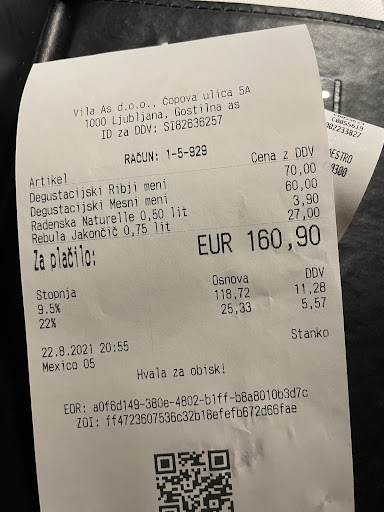 Vila As d.o.o., Čopova ulica 5A
1000 Ljubljana, Gostilna as
ID za DDV: SI82636257
RAČUN: 1-5-929
Artikel Cena z DDV
Degustacijski Ribji meni 70,00
Degustacijski Mesni meni 60,00
Radenska Naturelle 0,50 lit 3,90
Rebula Jakončič 0,75 lit 27,00
Za plačilo: EUR 160,90
Stopnja Osnova DDV
9.5% 118,72 11,28
22% 25,33 5,57
22.8.2021 20:55 Stanko
Mexico 05
Hvala za obisk!
EOR: a0f6d149-380e-4802-b1ff-b8a8010b3d7c
ZOI: ff4723607536c32b18efefb672d66fae